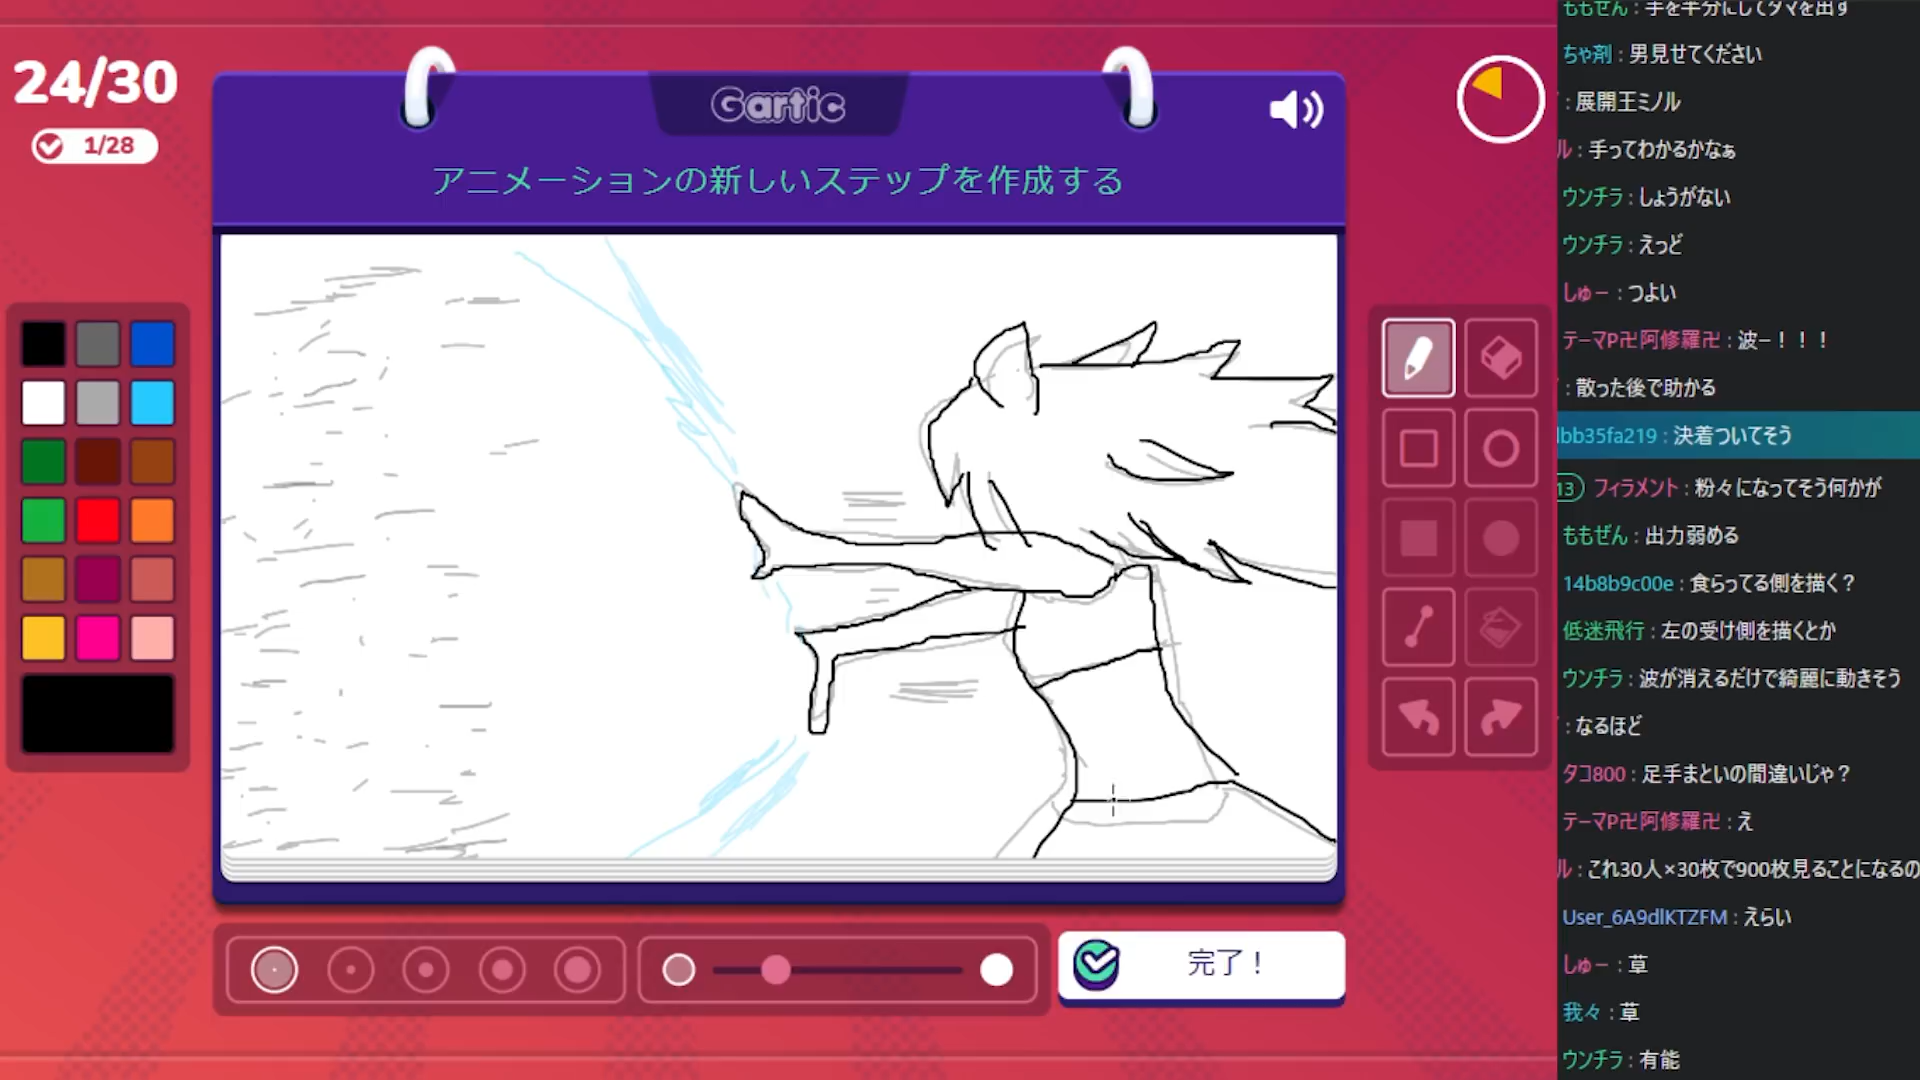 24/30
1/28
Gartic
アニメーションの新しいステップを作成する
完了！
ももぜん：手を半分にしてタマを出す
ちゃ剤：男見せてください
：展開王ミノル
ル：手ってわかるかなぁ
ウンチラ：しょうがない
ウンチラ：えっど
しゅー：つよい
テーマP卍阿修羅卍：波ー！！！
：散った後で助かる
lbb35fa219：決着ついてそう
13 フィラメント：粉々になってそう何かが
ももぜん：出力弱める
14b8b9c00e：食らってる側を描く？
低迷飛行：左の受け側を描くとか
ウンチラ：波が消えるだけで綺麗に動きそう
：なるほど
タコ800：足手まといの間違いじゃ？
テーマP卍阿修羅卍：え
ル：これ30人×30枚で900枚見ることになるの
User_6A9dlKTZFM：えらい
しゅー：草
我々：草
ウンチラ：有能